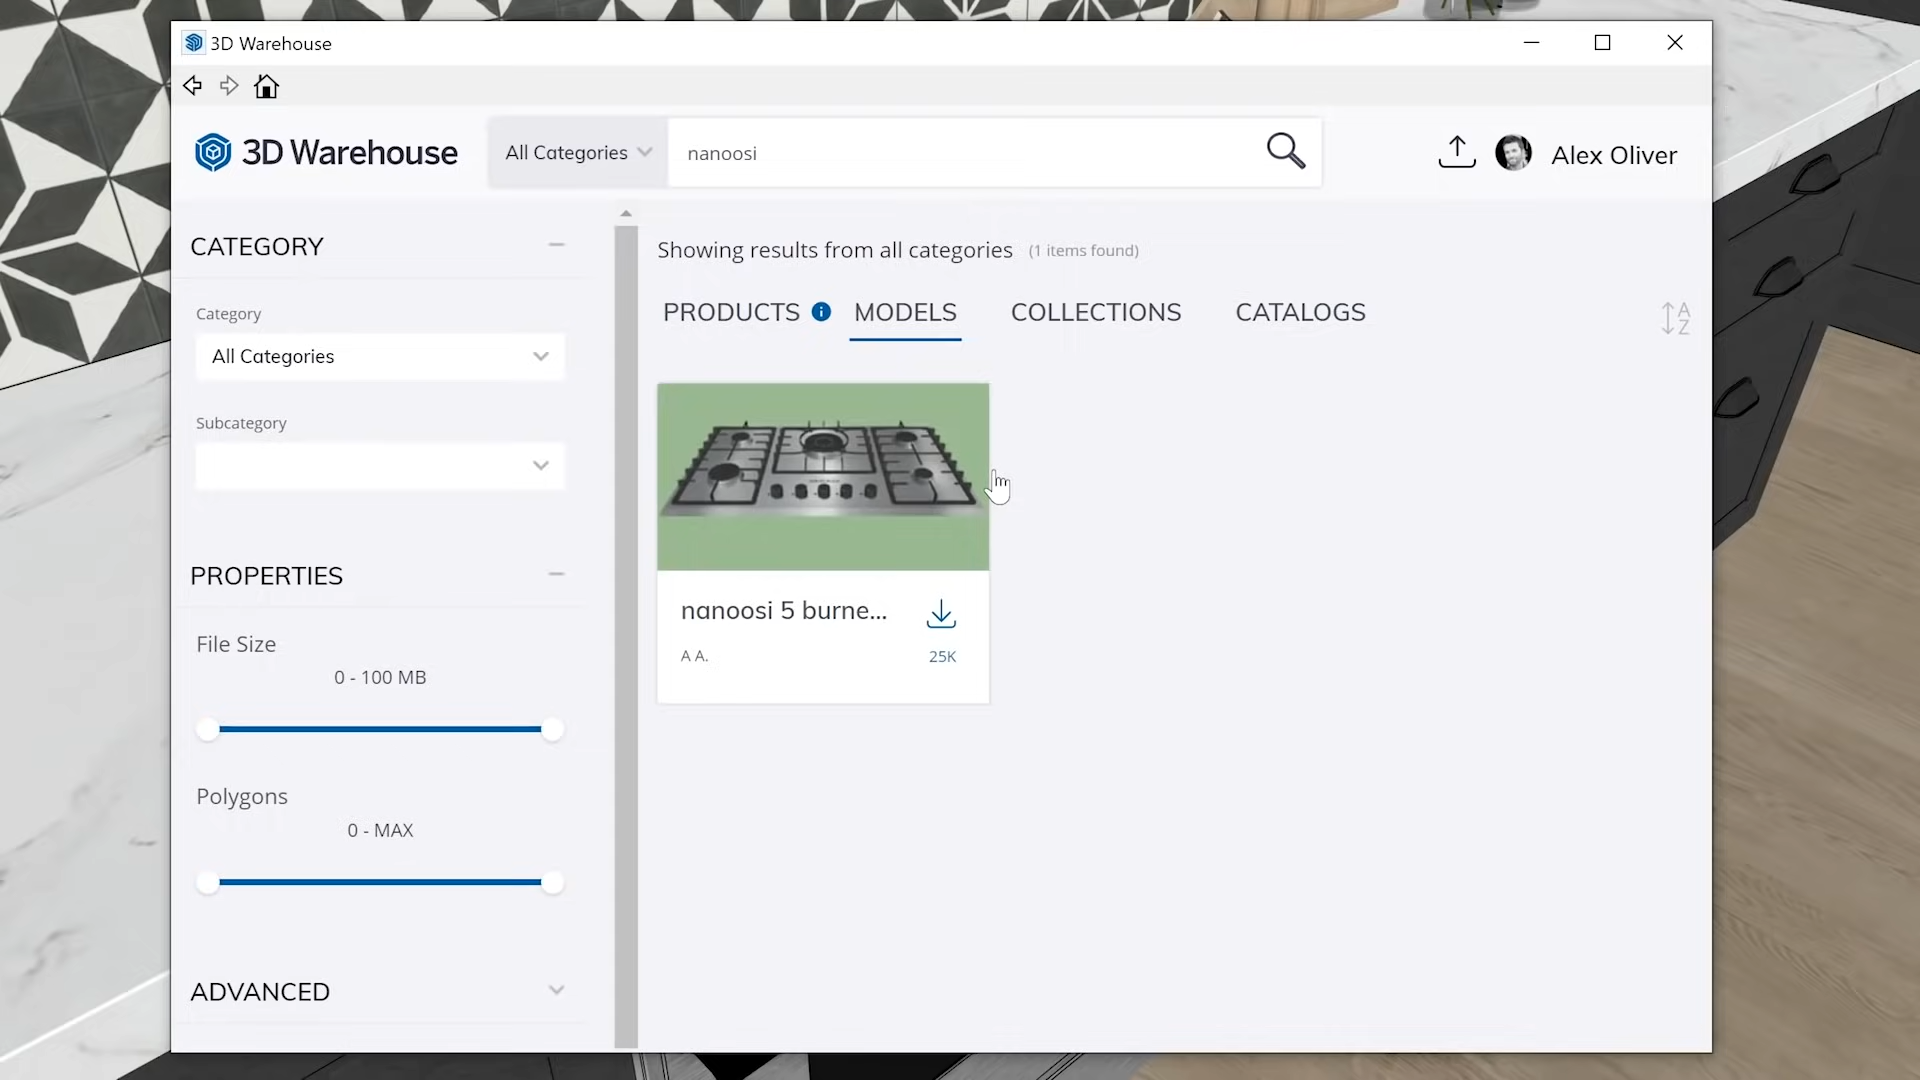 3D Warehouse
3D Warehouse
All Categories
nanoosi
Alex Oliver
CATEGORY
Category
All Categories
Subcategory
PROPERTIES
File Size
0 - 100 MB
Polygons
0 - MAX
ADVANCED
Showing results from all categories (1 items found)
PRODUCTS i MODELS COLLECTIONS CATALOGS
A
Z
nanoosi 5 burne...
A A.
25K